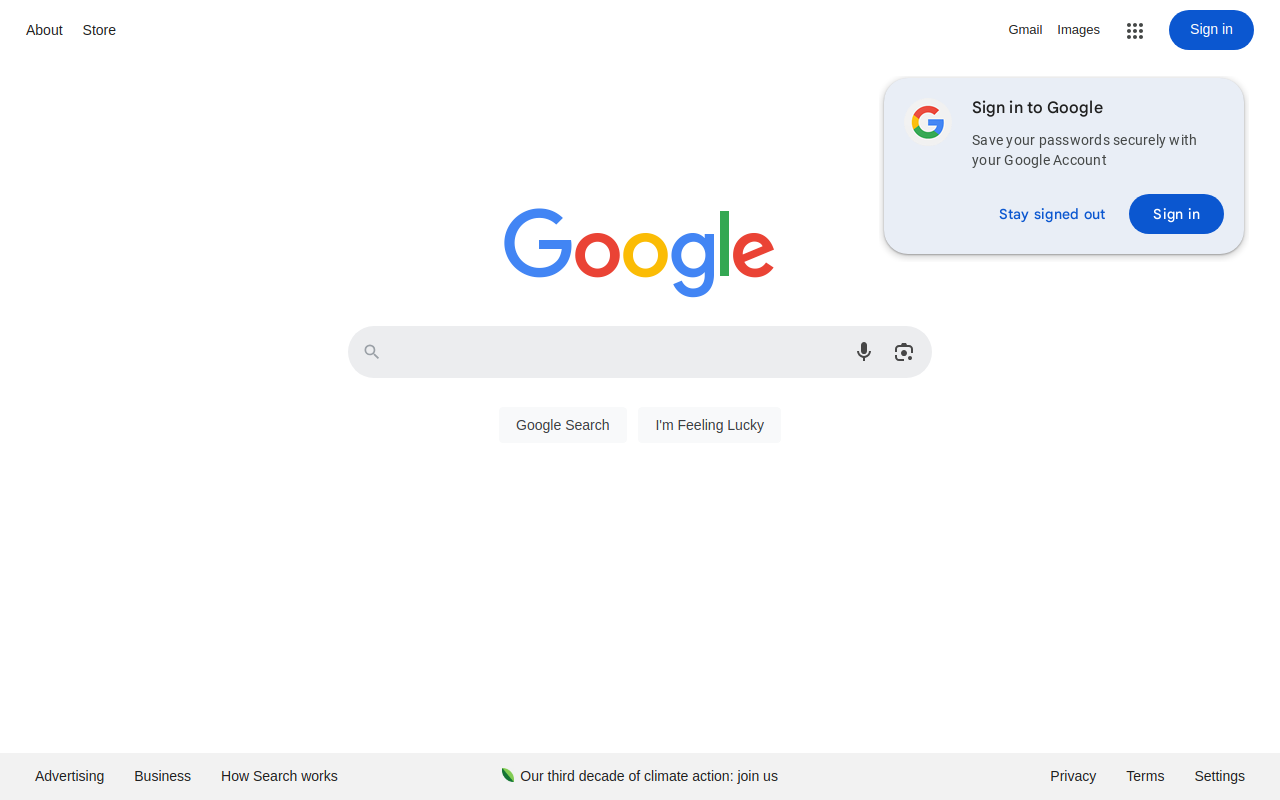 About Store Gmail Images Sign in
Sign in to Google
Save your passwords securely with
your Google Account
Stay signed out Sign in
Google
Google Search I'm Feeling Lucky
Advertising Business How Search works Our third decade of climate action: join us Privacy Terms Settings